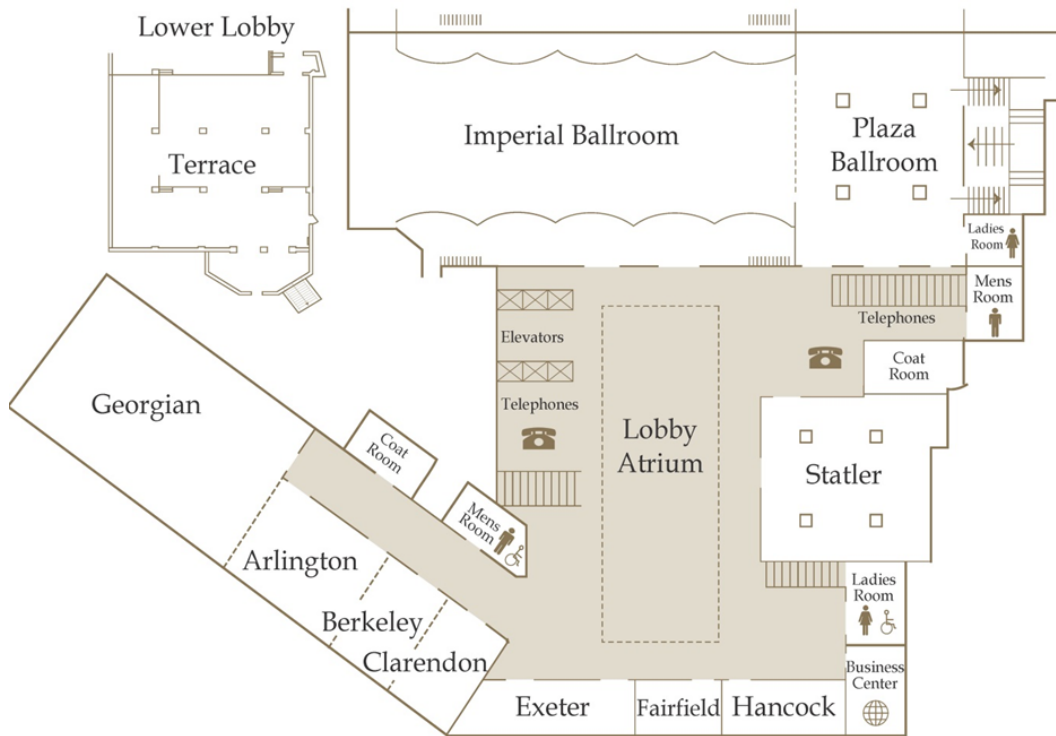 Lower Lobby
Terrace
Imperial Ballroom
Plaza
Ballroom
Ladies
Room
Mens
Room
Telephones
Elevators
Coat
Room
Telephones
Georgian
Coat
Room
Lobby
Atrium
Statler
Mens
Room
Arlington
Berkeley
Clarendon
Ladies
Room
Business
Center
Exeter
Fairfield
Hancock